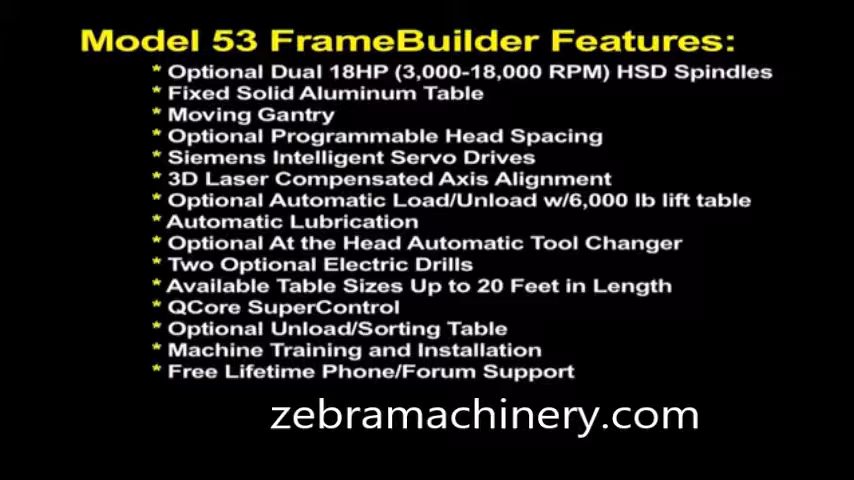 Model 53 FrameBuilder Features:
* Optional Dual 18HP (3,000-18,000 RPM) HSD Spindles
* Fixed Solid Aluminum Table
* Moving Gantry
* Optional Programmable Head Spacing
* Siemens Intelligent Servo Drives
* 3D Laser Compensated Axis Alignment
* Optional Automatic Load/Unload w/6,000 lb lift table
* Automatic Lubrication
* Optional At the Head Automatic Tool Changer
* Two Optional Electric Drills
* Available Table Sizes Up to 20 Feet in Length
* QCore SuperControl
* Optional Unload/Sorting Table
* Machine Training and Installation
* Free Lifetime Phone/Forum Support
zebramachinery.com